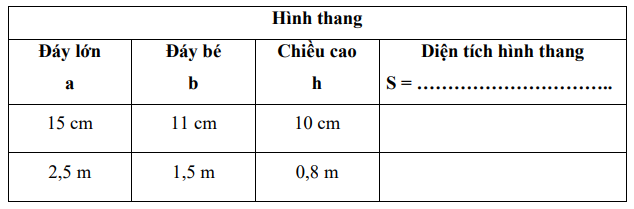 Hình thang
Đáy lớn
a
Đáy bé
b
Chiều cao
h
Diện tích hình thang
S = ……………………………..
15 cm
11 cm
10 cm
2,5 m
1,5 m
0,8 m